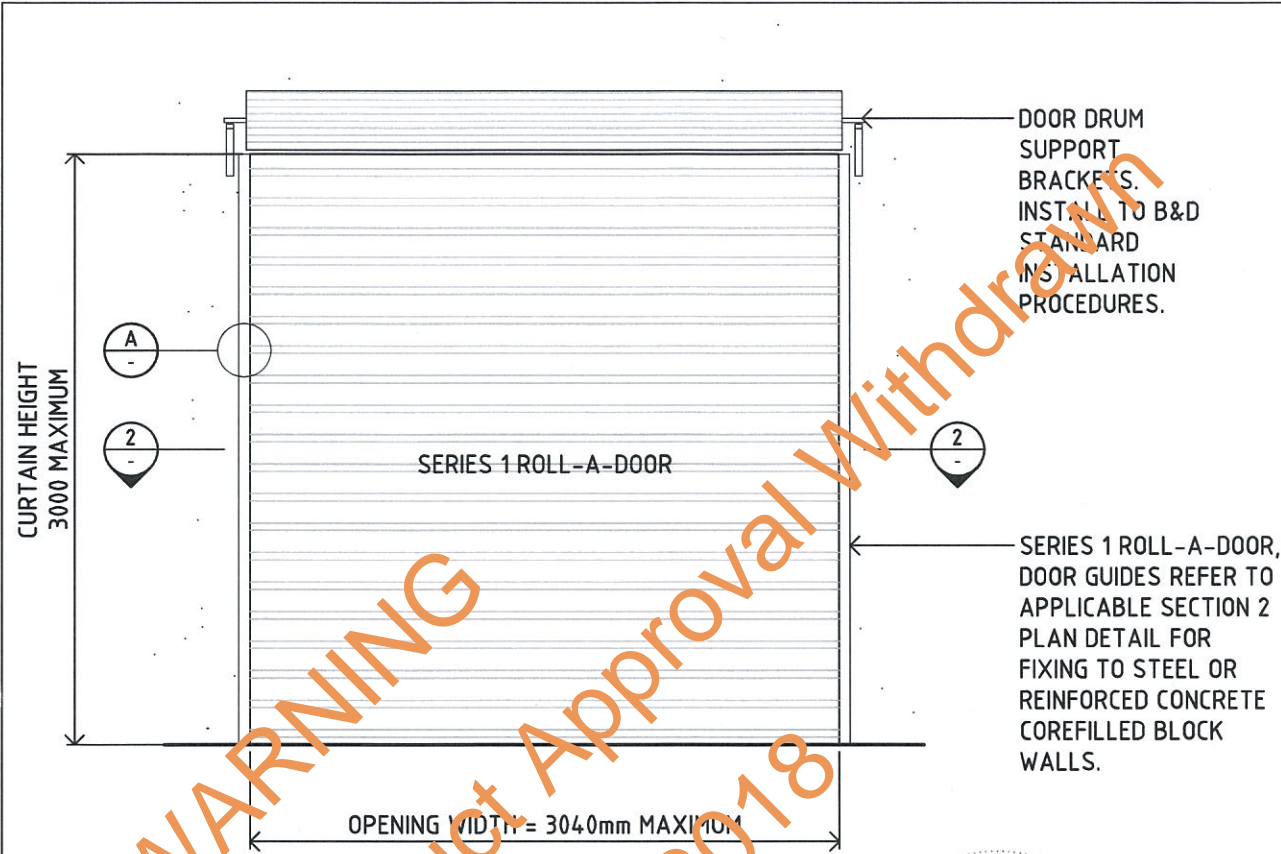 DOOR DRUM
SUPPORT
BRACKETS.
INSTALL TO B&D
STANDARD
INSTALLATION
PROCEDURES.
CURTAIN HEIGHT
3000 MAXIMUM
A
-
2
-
2
-
SERIES 1 ROLL-A-DOOR
SERIES 1 ROLL-A-DOOR,
DOOR GUIDES REFER TO
APPLICABLE SECTION 2
PLAN DETAIL FOR
FIXING TO STEEL OR
REINFORCED CONCRETE
COREFILLED BLOCK
WALLS.
OPENING WIDTH = 3040mm MAXIMUM
WARNING
Approval Withdrawn
2018